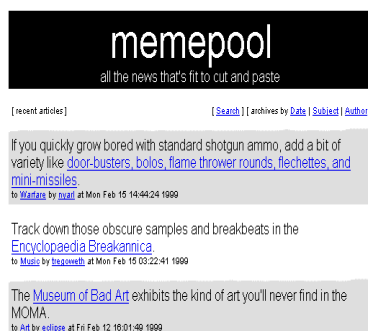 memepool
all the news that's fit to cut and paste
[ recent articles ] [ Search ] [ archives by Date | Subject | Author
If you quickly grow bored with standard shotgun ammo, add a bit of
variety like door-busters, bolos, flame thrower rounds, flechettes, and
mini-missiles.
to Warfare by nyarl at Mon Feb 15 14:44:24 1999
Track down those obscure samples and breakbeats in the
Encyclopaedia Breakannica.
to Music by tregoweth at Mon Feb 15 03:22:41 1999
The Museum of Bad Art exhibits the kind of art you'll never find in the
MOMA.
to Art by eclipse at Fri Feb 12 16:01:49 1999